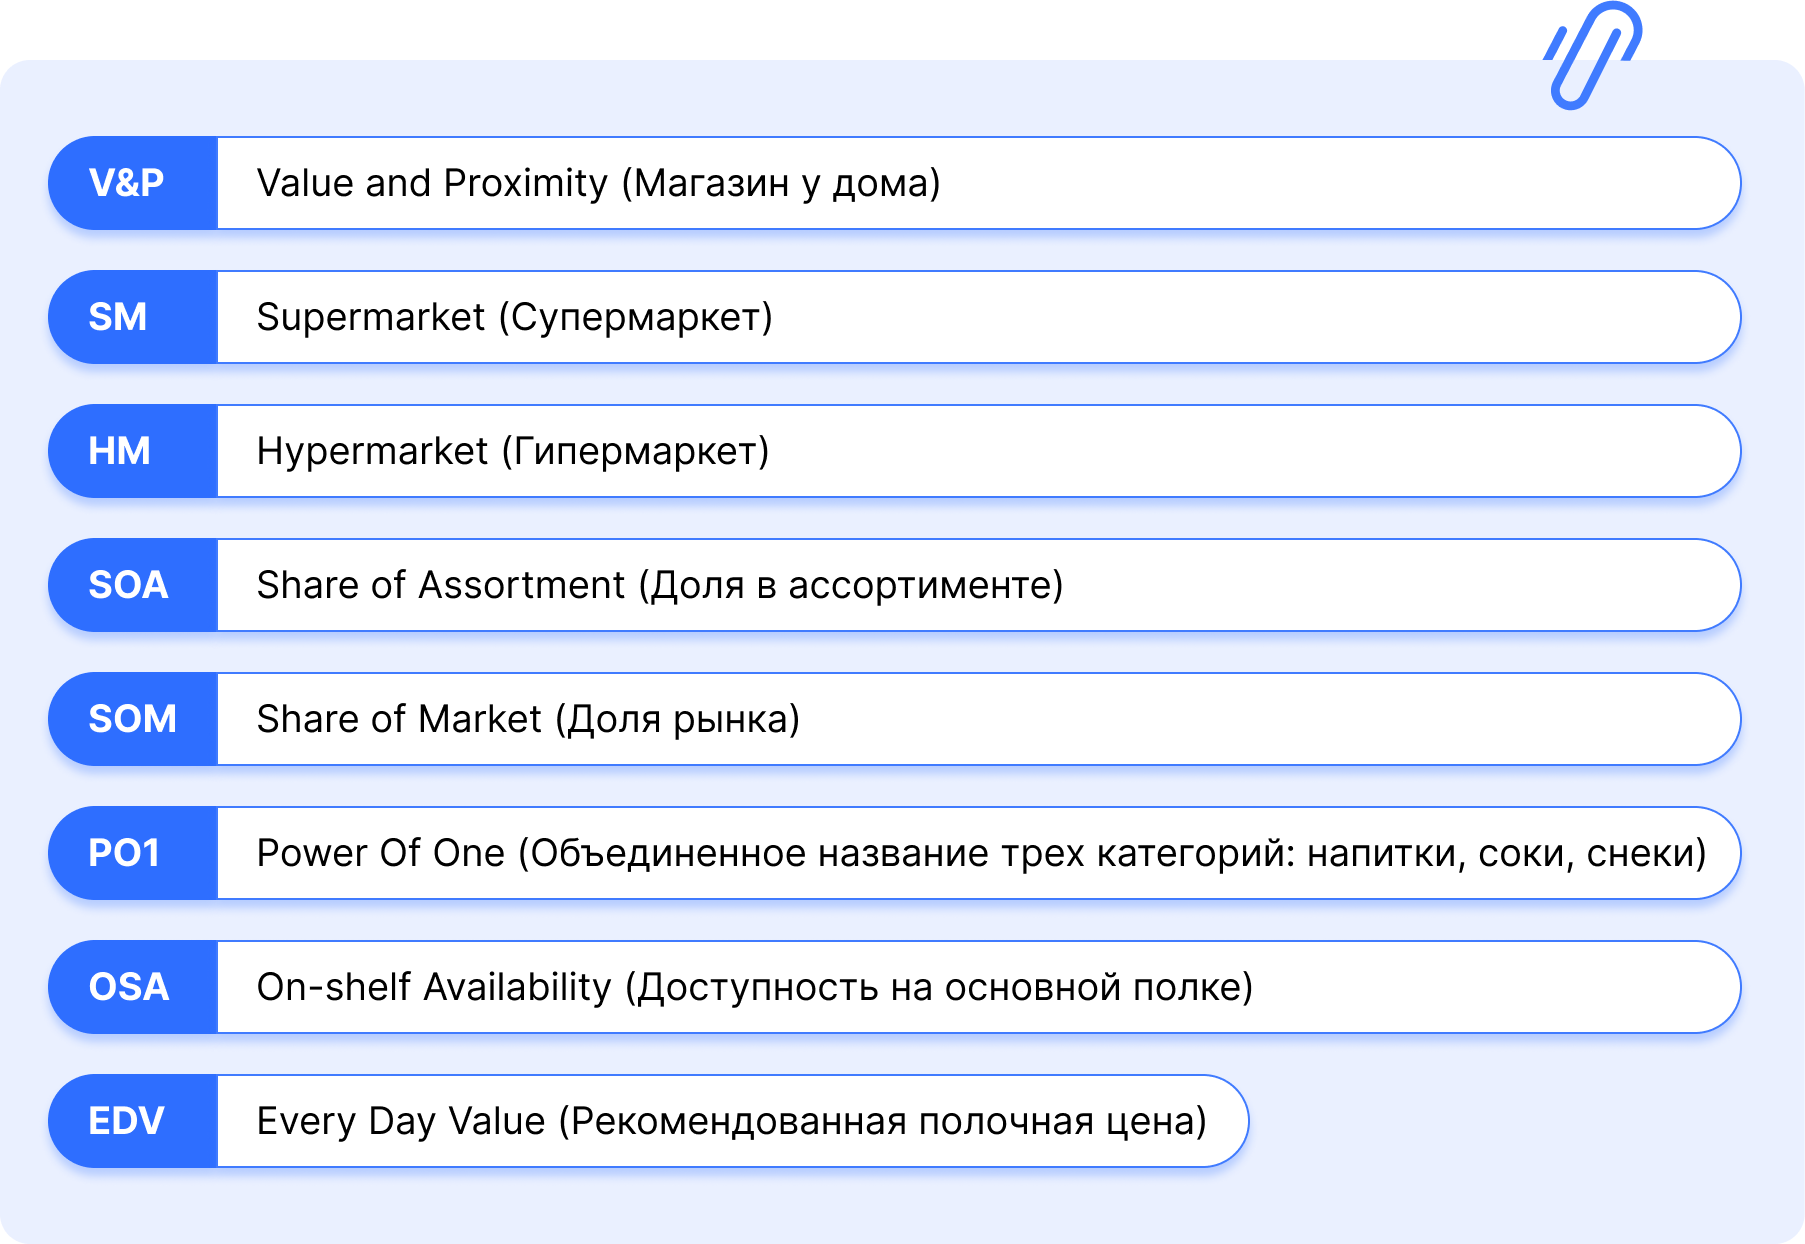 V&P Value and Proximity (Магазин у дома)
SM Supermarket (Супермаркет)
HM Hypermarket (Гипермаркет)
SOA Share of Assortment (Доля в ассортименте)
SOM Share of Market (Доля рынка)
PO1 Power Of One (Объединенное название трех категорий: напитки, соки, снеки)
OSA On-shelf Availability (Доступность на основной полке)
EDV Every Day Value (Рекомендованная полочная цена)